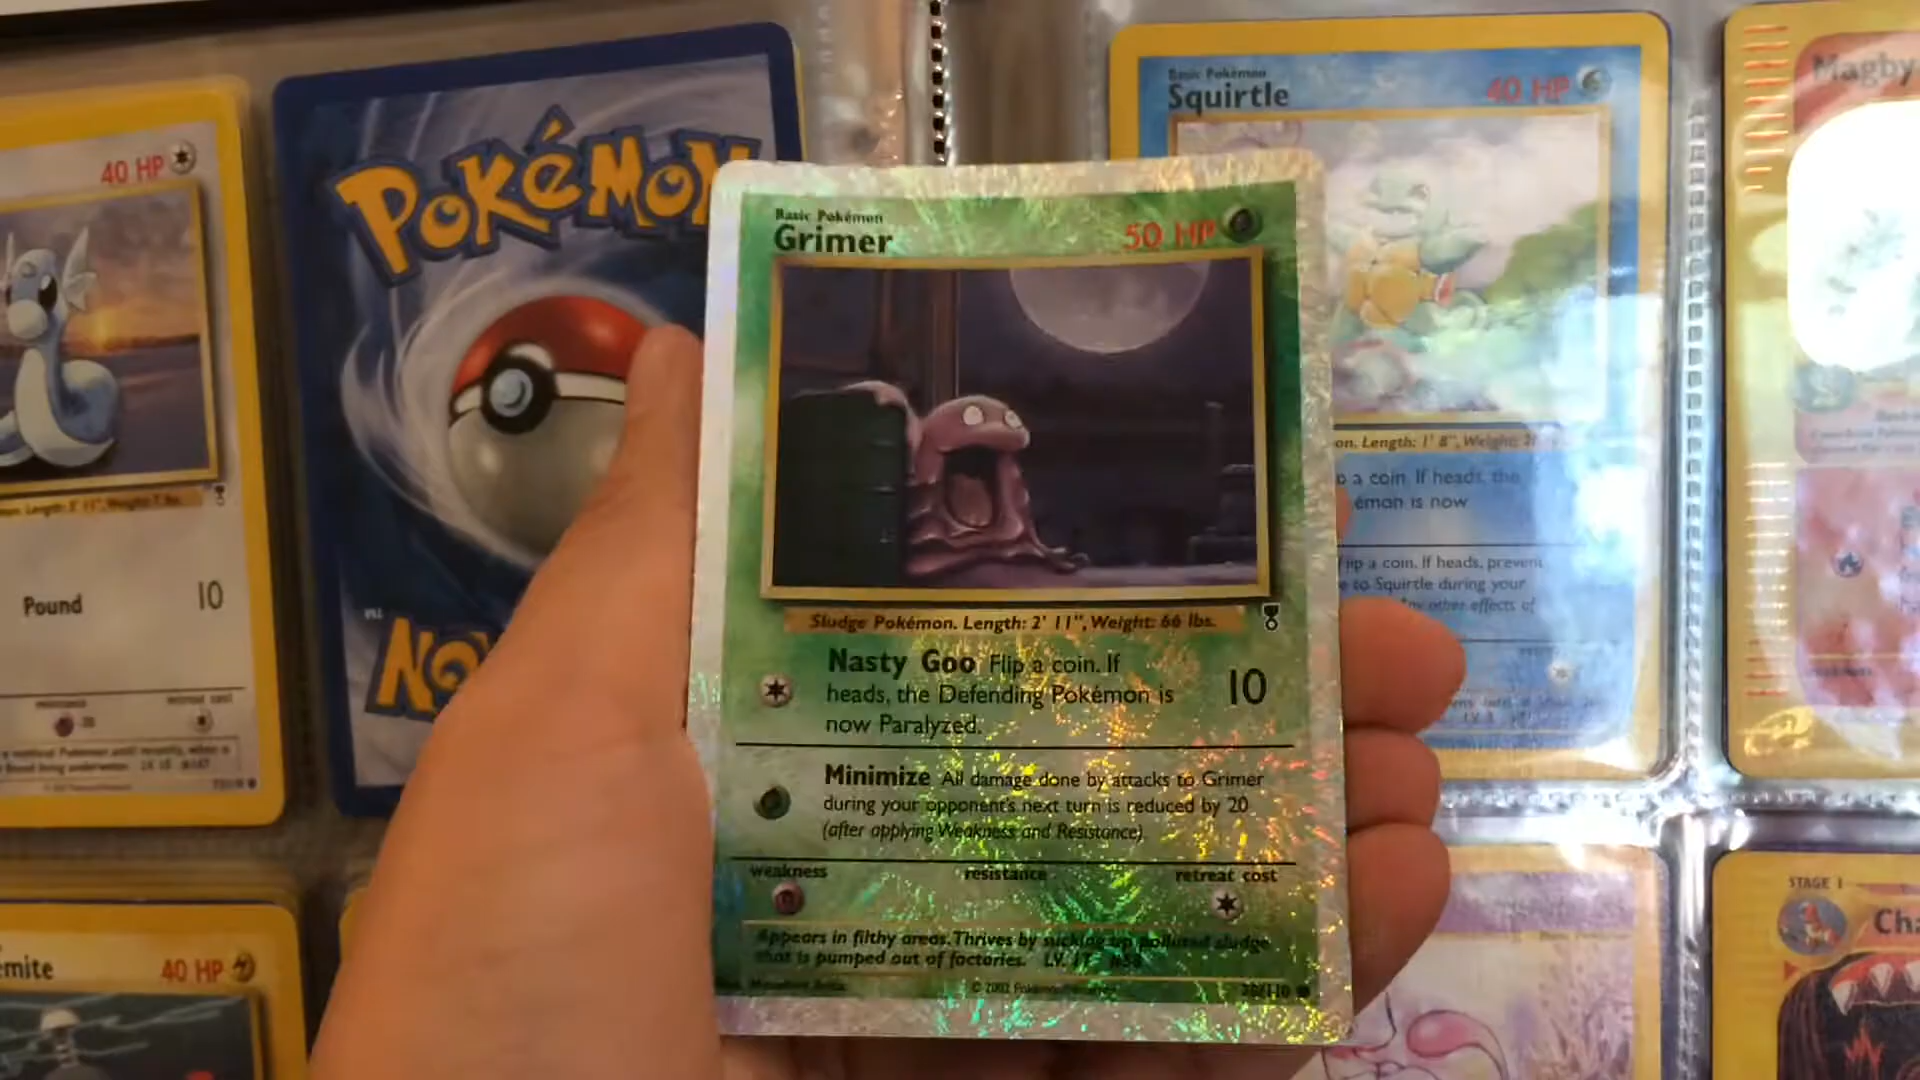 40 HP
Pound 10
resistance retreat cost
emite 40 HP
POKéMON
Basic Pokémon
Grimer 50 HP
Sludge Pokémon. Length: 2' 11", Weight: 66 lbs.
Nasty Goo Flip a coin. If
heads, the Defending Pokémon is
now Paralyzed.
10
Minimize All damage done by attacks to Grimer
during your opponent's next turn is reduced by 20
(after applying Weakness and Resistance).
weakness resistance retreat cost
Appears in filthy areas. Thrives by sucking up polluted sludge
that is pumped out of factories. LV. 17 #88
© 2002
Basic Pokémon
Squirtle 40 HP
on. Length: 1' 8", Weight:
a coin. If heads, the
émon is now
Flip a coin. If heads, prevent
e to Squirtle during your
other effects of
Magby
STAGE 1
Cha